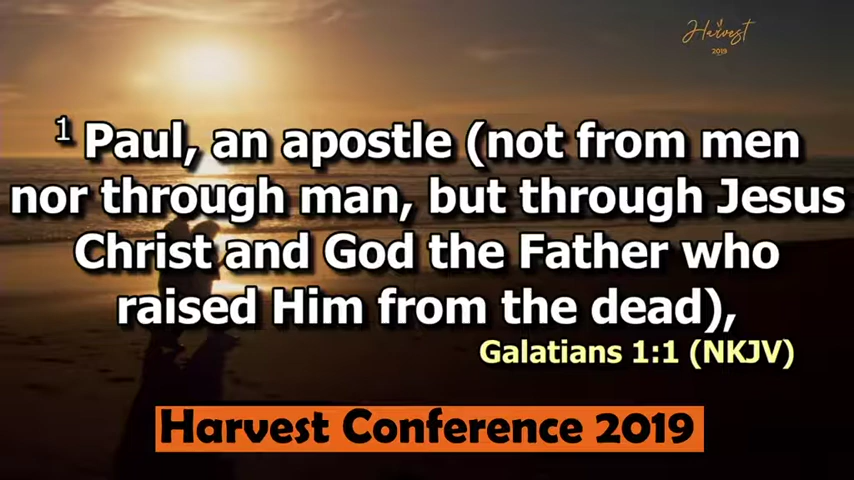 Harvest
2019
1 Paul, an apostle (not from men
nor through man, but through Jesus
Christ and God the Father who
raised Him from the dead),
Galatians 1:1 (NKJV)
Harvest Conference 2019